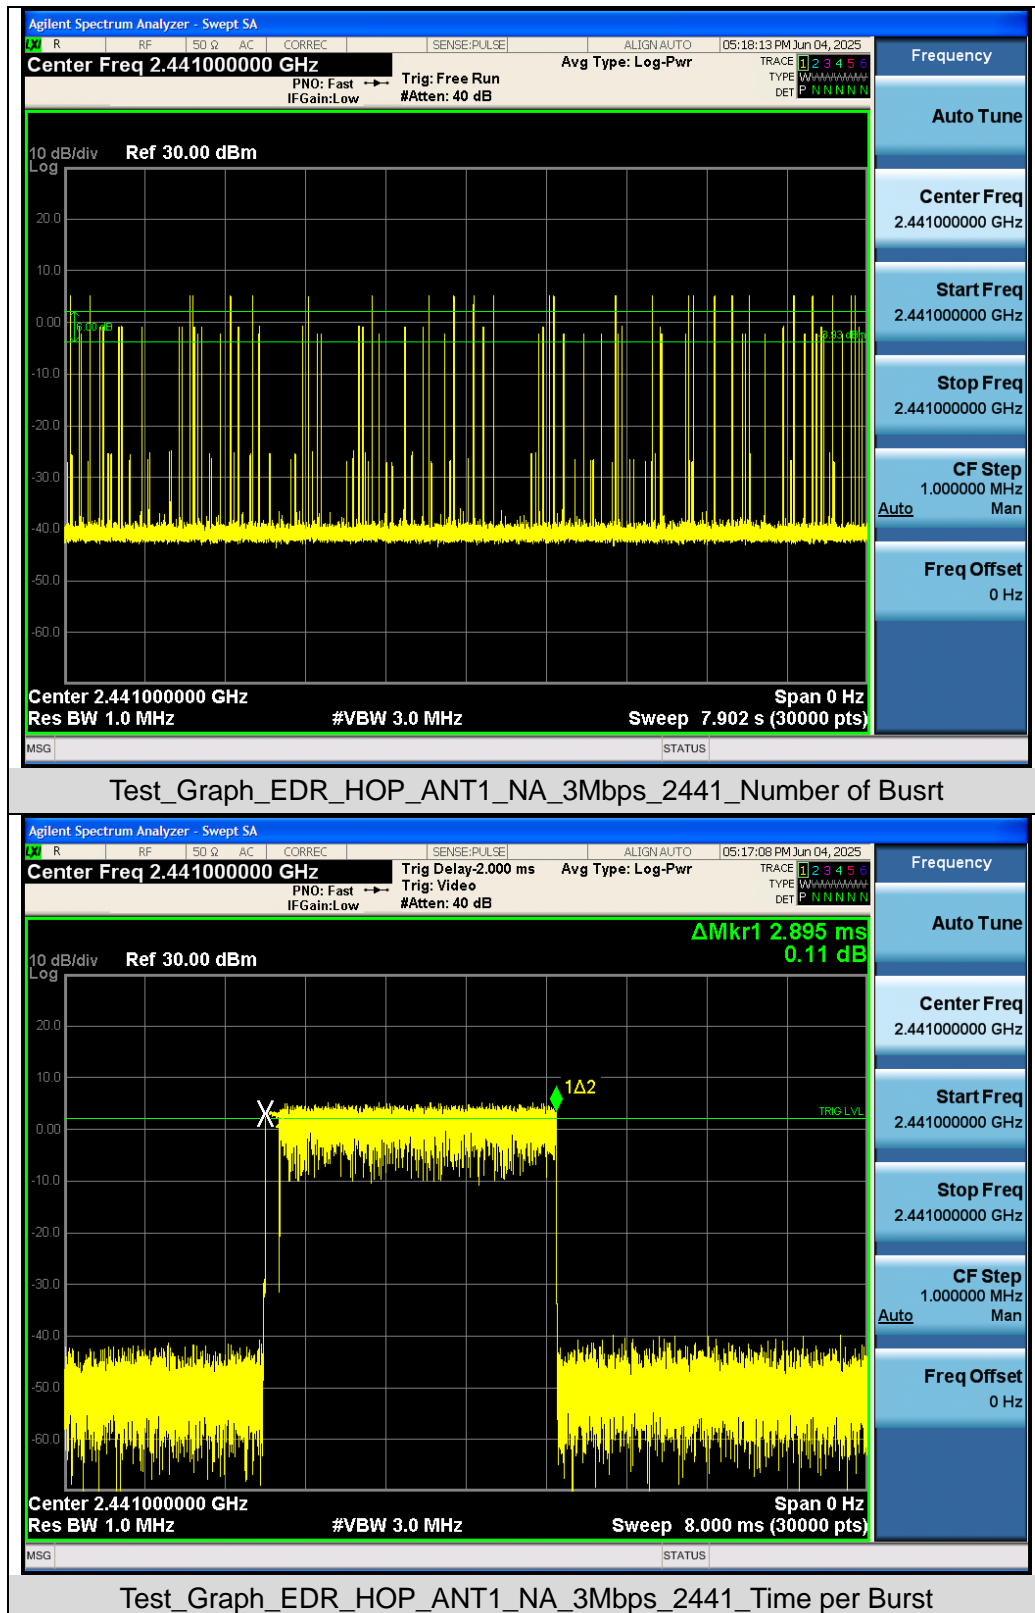 Agilent Spectrum Analyzer - Swept SA
LXI R RF 50 Ω AC CORREC SENSE:PULSE ALIGN AUTO 05:18:13 PM Jun 04, 2025
Center Freq 2.441000000 GHz Avg Type: Log-Pwr TRACE 1 2 3 4 5 6
PNO: Fast Trig: Free Run TYPE W
IFGain:Low #Atten: 40 dB DET P N N N N N
10 dB/div Ref 30.00 dBm
Log
20.0
10.0
0.00
6.00 dB
-10.0
-20.0
-30.0
-40.0
-50.0
-60.0
Center 2.441000000 GHz Span 0 Hz
Res BW 1.0 MHz #VBW 3.0 MHz Sweep 7.902 s (30000 pts)
MSG STATUS
Frequency
Auto Tune
Center Freq
2.441000000 GHz
Start Freq
2.441000000 GHz
Stop Freq
2.441000000 GHz
CF Step
1.000000 MHz
Auto Man
Freq Offset
0 Hz
Test_Graph_EDR_HOP_ANT1_NA_3Mbps_2441_Number of Busrt
Agilent Spectrum Analyzer - Swept SA
LXI R RF 50 Ω AC CORREC SENSE:PULSE ALIGN AUTO 05:17:08 PM Jun 04, 2025
Center Freq 2.441000000 GHz Trig Delay-2.000 ms Avg Type: Log-Pwr TRACE 1 2 3 4 5 6
PNO: Fast Trig: Video TYPE W
IFGain:Low #Atten: 40 dB DET P N N N N N
ΔMkr1 2.895 ms
0.11 dB
10 dB/div Ref 30.00 dBm
Log
20.0
10.0
1Δ2
TRIG LVL
0.00
-10.0
-20.0
-30.0
-40.0
-50.0
-60.0
Center 2.441000000 GHz Span 0 Hz
Res BW 1.0 MHz #VBW 3.0 MHz Sweep 8.000 ms (30000 pts)
MSG STATUS
Frequency
Auto Tune
Center Freq
2.441000000 GHz
Start Freq
2.441000000 GHz
Stop Freq
2.441000000 GHz
CF Step
1.000000 MHz
Auto Man
Freq Offset
0 Hz
Test_Graph_EDR_HOP_ANT1_NA_3Mbps_2441_Time per Burst